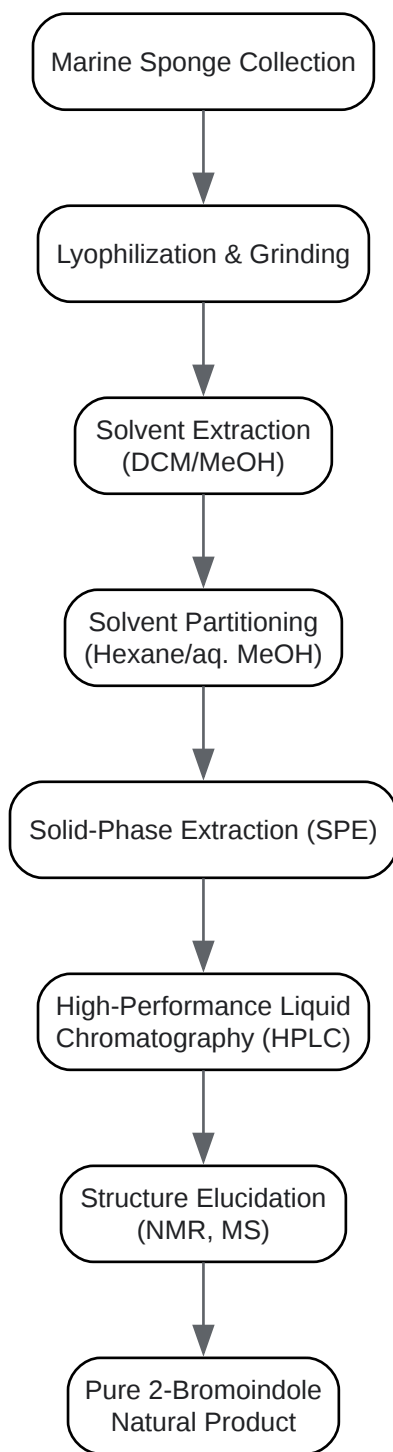 Marine Sponge Collection
Lyophilization & Grinding
Solvent Extraction
(DCM/MeOH)
Solvent Partitioning
(Hexane/aq. MeOH)
Solid-Phase Extraction (SPE)
High-Performance Liquid
Chromatography (HPLC)
Structure Elucidation
(NMR, MS)
Pure 2-Bromoindole
Natural Product